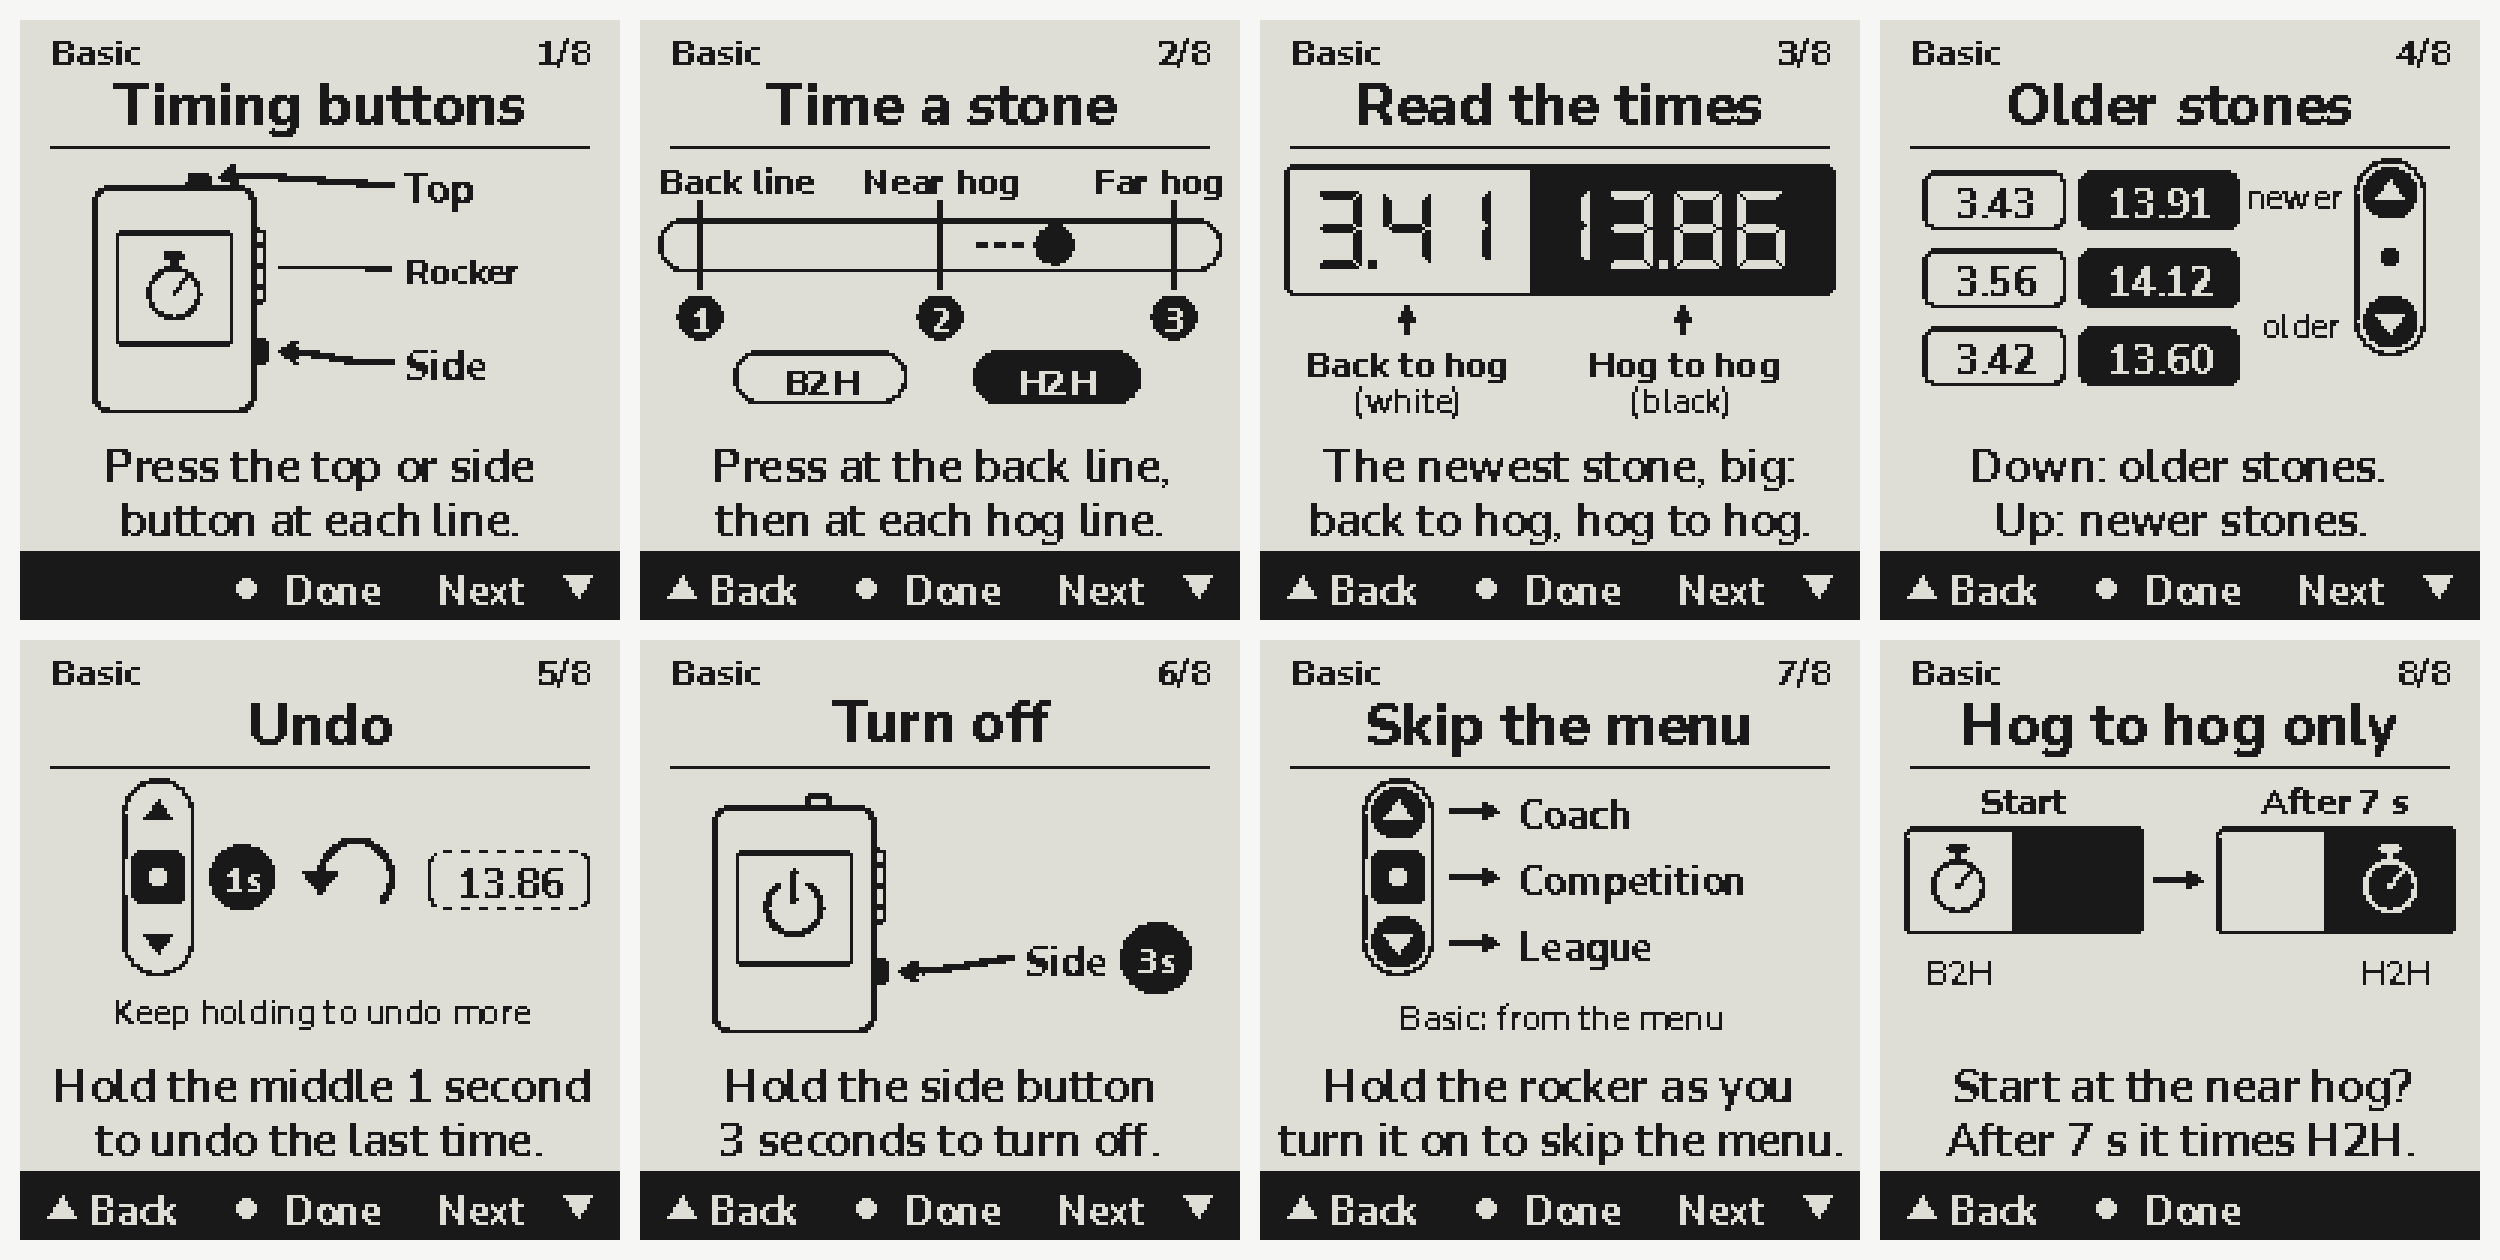 Basic 1/8
Timing buttons
Top
Rocker
Side
Press the top or side
button at each line.
Done Next
Basic 2/8
Time a stone
Back line Near hog Far hog
1 2 3
B2H H2H
Press at the back line,
then at each hog line.
Back Done Next
Basic 3/8
Read the times
3.41 13.86
Back to hog Hog to hog
(white) (black)
The newest stone, big:
back to hog, hog to hog.
Back Done Next
Basic 4/8
Older stones
3.43 13.91 newer
3.56 14.12
older
3.42 13.60
Down: older stones.
Up: newer stones.
Back Done Next
Basic 5/8
Undo
1s 13.86
Keep holding to undo more
Hold the middle 1 second
to undo the last time.
Back Done Next
Basic 6/8
Turn off
Side 3s
Hold the side button
3 seconds to turn off.
Back Done Next
Basic 7/8
Skip the menu
Coach
Competition
League
Basic: from the menu
Hold the rocker as you
turn it on to skip the menu.
Back Done Next
Basic 8/8
Hog to hog only
Start After 7 s
B2H H2H
Start at the near hog?
After 7 s it times H2H.
Back Done